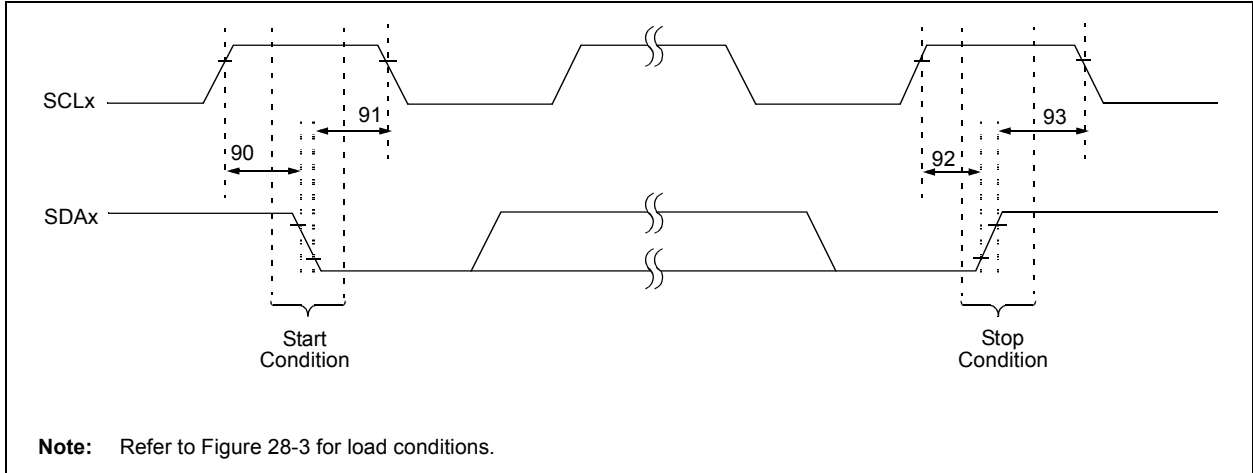 SCLx
91
93
90
92
SDAx
Start
Condition
Stop
Condition
Note: Refer to Figure 28-3 for load conditions.